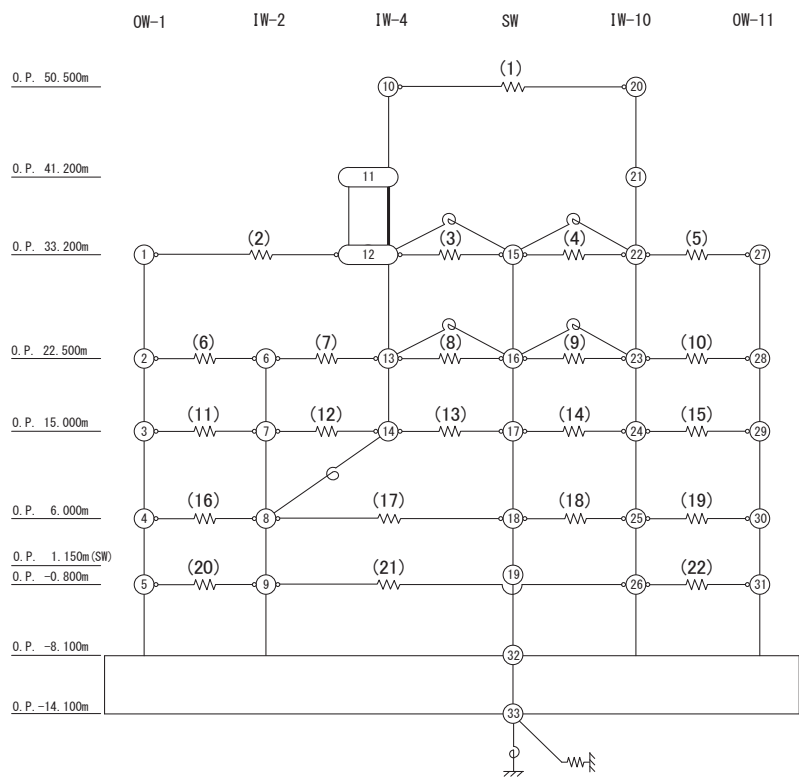 OW-1 IW-2 IW-4 SW IW-10 OW-11
(1)
O.P. 50.500m 10 20
O.P. 41.200m 11 21
(2) (3) (4) (5)
O.P. 33.200m 1 12 15 22 27
(6) (7) (8) (9) (10)
O.P. 22.500m 2 6 13 16 23 28
(11) (12) (13) (14) (15)
O.P. 15.000m 3 7 14 17 24 29
(16) (17) (18) (19)
O.P. 6.000m 4 8 18 25 30
O.P. 1.150m(SW) 19
(20) (21) (22)
O.P. -0.800m 5 9 26 31
O.P. -8.100m 32
O.P.-14.100m 33